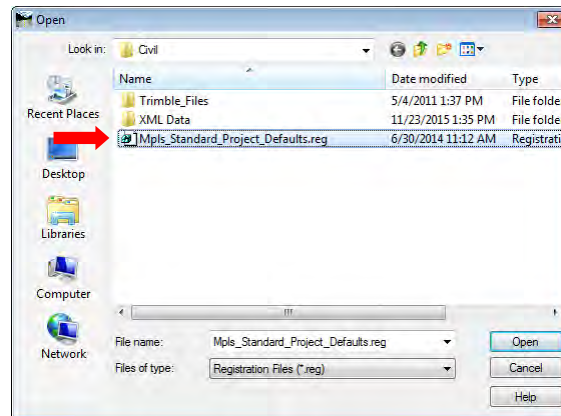 Open
Look in: Civil
Name Date modified Type
Trimble_Files 5/4/2011 1:37 PM File folde
XML Data 11/23/2015 1:35 PM File folde
Mpls_Standard_Project_Defaults.reg 6/30/2014 11:12 AM Registrati
Recent Places
Desktop
Libraries
Computer
Network
File name: Mpls_Standard_Project_Defaults.reg Open
Files of type: Registration Files (*.reg) Cancel
Help